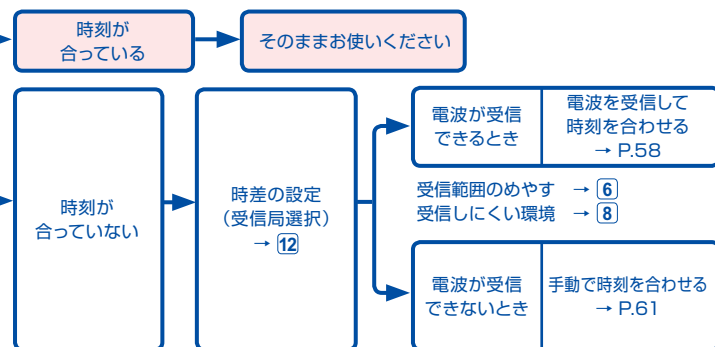 時刻が
合っている
そのままお使いください
時刻が
合っていない
時差の設定
（受信局選択）
→ 12
電波が受信
できるとき
電波を受信して
時刻を合わせる
→ P.58
受信範囲のめやす → 6
受信しにくい環境 → 8
電波が受信
できないとき
手動で時刻を合わせる
→ P.61